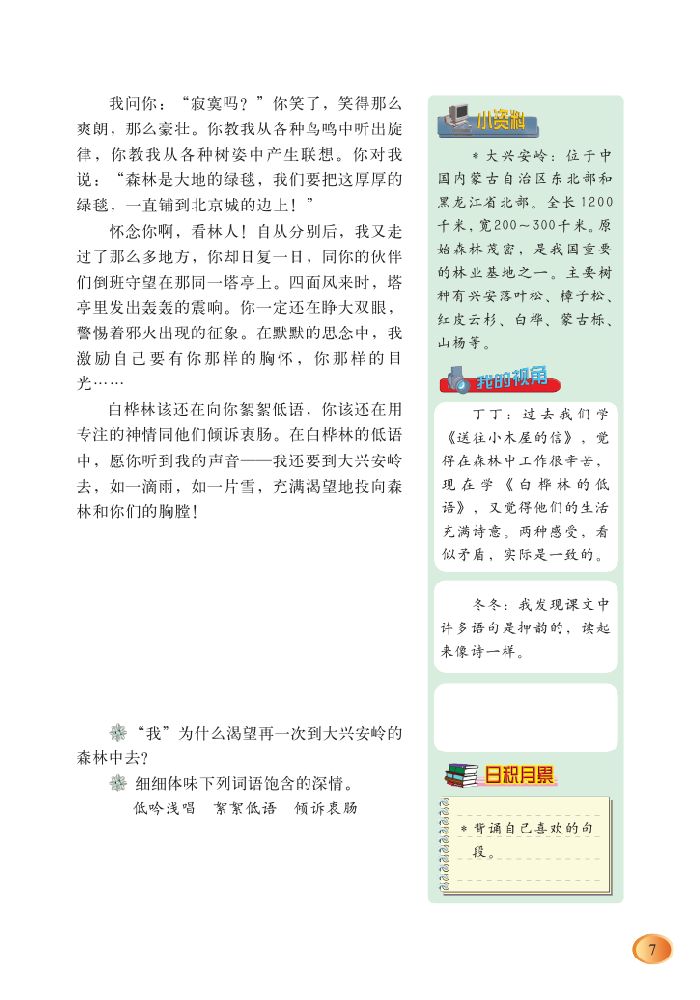 我问你：“寂寞吗？”你笑了，笑得那么
爽朗，那么豪壮。你教我从各种鸟鸣中听出旋
律，你教我从各种树姿中产生联想。你对我
说：“森林是大地的绿毯，我们要把这厚厚的
绿毯，一直铺到北京城的边上！”
怀念你啊，看林人！自从分别后，我又走
过了那么多地方，你却日复一日，同你的伙伴
们倒班守望在那同一塔亭上。四面风来时，塔
亭里发出轰轰的震响。你一定还在睁大双眼，
警惕着邪火出现的征象。在默默的思念中，我
激励自己要有你那样的胸怀，你那样的目
光……
白桦林该还在向你絮絮低语，你该还在用
专注的神情同他们倾诉衷肠。在白桦林的低语
中，愿你听到我的声音——我还要到大兴安岭
去，如一滴雨，如一片雪，充满渴望地投向森
林和你们的胸膛！
“我”为什么渴望再一次到大兴安岭的
森林中去？
细细体味下列词语饱含的深情。
低吟浅唱 絮絮低语 倾诉衷肠
小资料
*大兴安岭：位于中
国内蒙古自治区东北部和
黑龙江省北部。全长1200
千米，宽200～300千米。原
始森林茂密，是我国重要
的林业基地之一。主要树
种有兴安落叶松、樟子松、
红皮云杉、白桦、蒙古栎、
山杨等。
我的视角
丁丁：过去我们学
《送往小木屋的信》，觉
得在森林中工作很辛苦，
现在学《白桦林的低
语》，又觉得他们的生活
充满诗意。两种感受，看
似矛盾，实际是一致的。
冬冬：我发现课文中
许多语句是押韵的，读起
来像诗一样。
日积月累
*背诵自己喜欢的句
段。
7